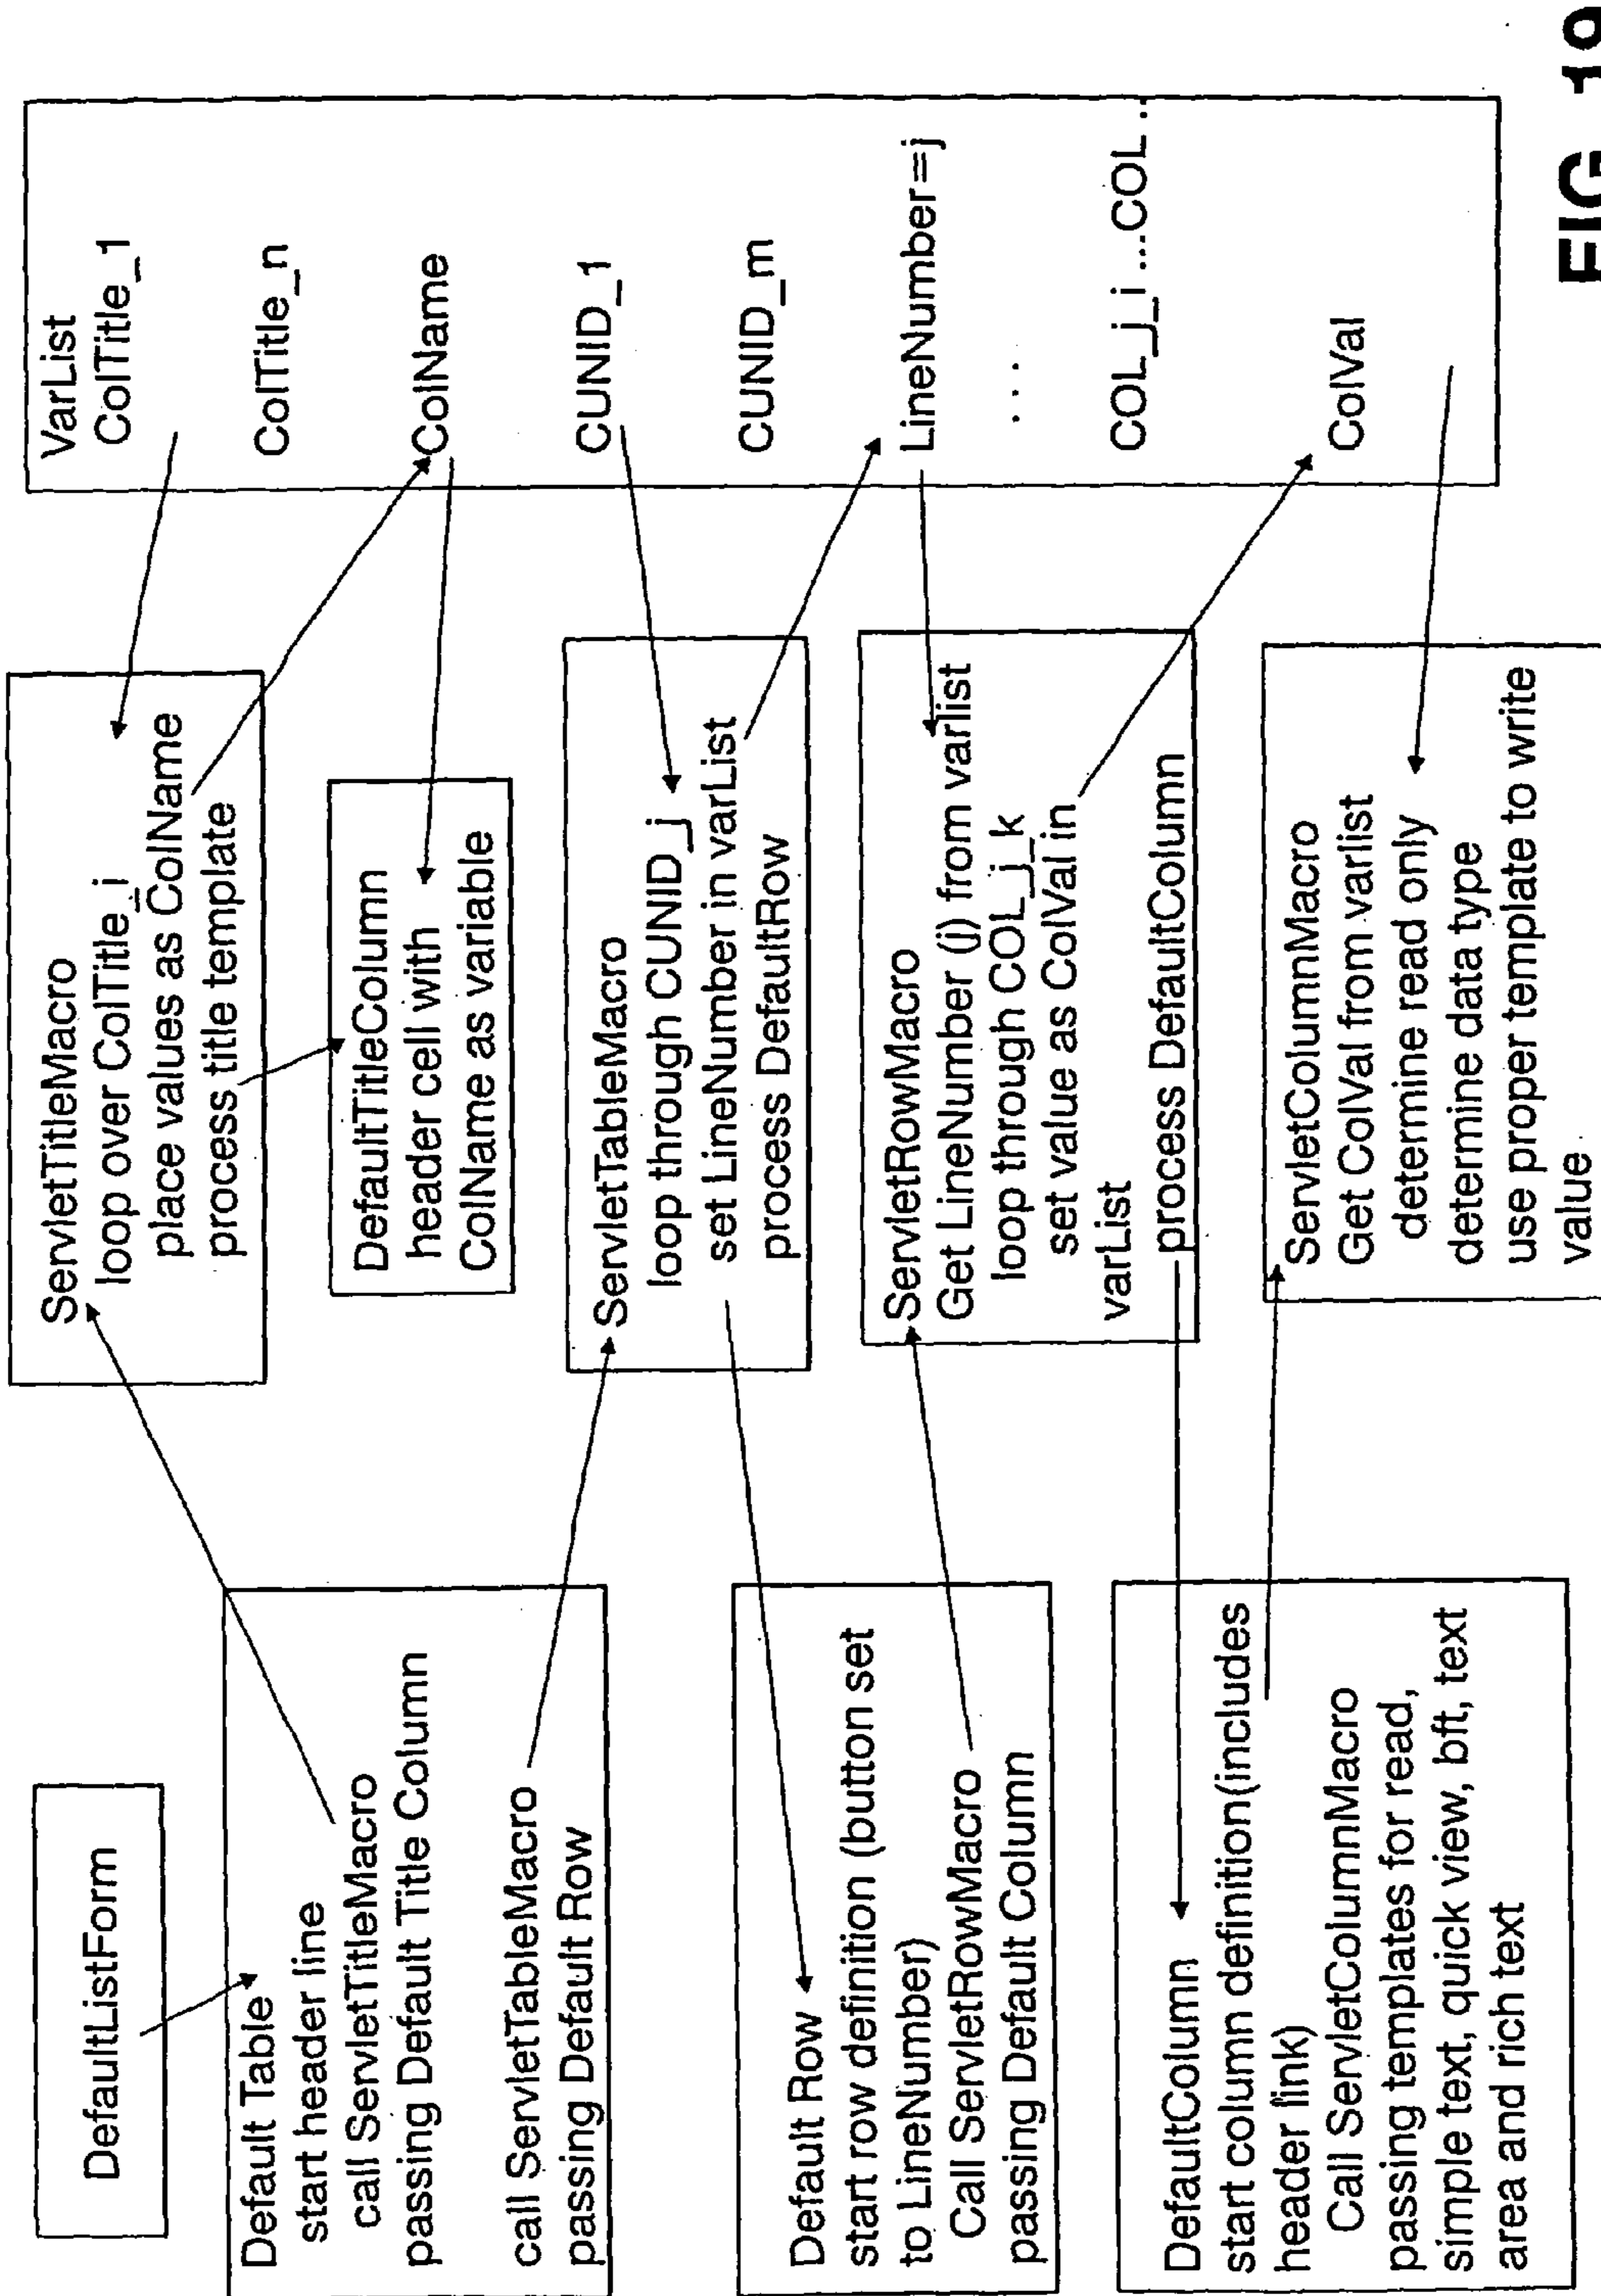 DefaultListForm
Default Table
start header line
call ServletTitleMacro
passing Default Title Column
call ServletTableMacro
passing Default Row
Default Row
start row definition (button set
to LineNumber)
Call ServletRowMacro
passing Default Column
DefaultColumn
start column definition(includes
header link)
Call ServletColumnMacro
passing templates for read,
simple text, quick view, bft, text
area and rich text
ServletTitleMacro
loop over ColTitle_i
place values as ColName
process title template
DefaultTitleColumn
header cell with
ColName as variable
ServletTableMacro
loop through CUNID_j
set LineNumber in varList
process DefaultRow
ServletRowMacro
Get LineNumber (j) from varlist
loop through COL_j_k
set value as ColVal in
varList
process DefaultColumn
ServletColumnMacro
Get ColVal from varlist
determine read only
determine data type
use proper template to write
value
VarList
ColTitle_1
ColTitle_n
ColName
CUNID_1
CUNID_m
LineNumber=j
. . .
COL_j_i ...COL ..
ColVal
FIG. 19